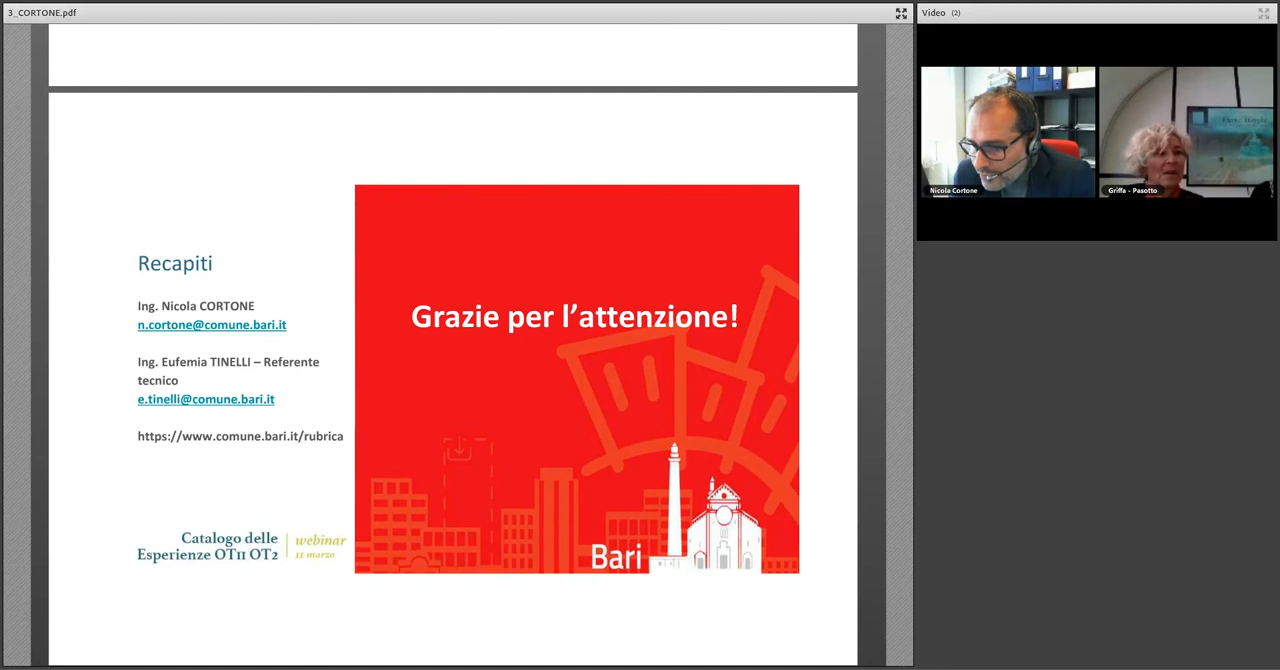 3_CORTONE.pdf
Video (2)
Nicola Cortone
Griffa - Pasotto
Recapiti
Ing. Nicola CORTONE
n.cortone@comune.bari.it
Ing. Eufemia TINELLI – Referente
tecnico
e.tinelli@comune.bari.it
https://www.comune.bari.it/rubrica
Grazie per l’attenzione!
Bari
Catalogo delle
Esperienze OT11 OT2
webinar
11 marzo